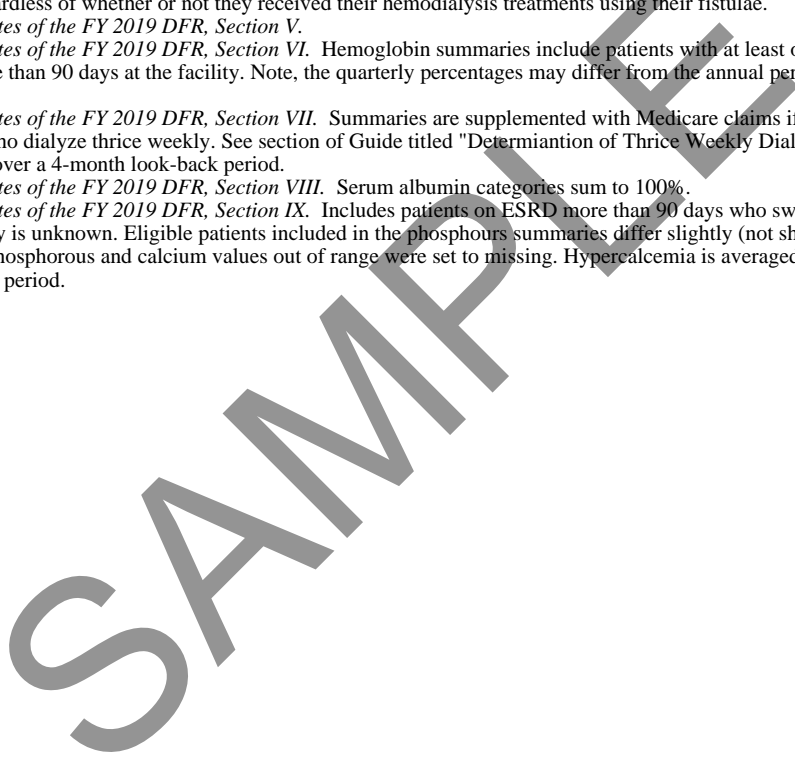 ardless of whether or not they received their hemodialysis treatments using their fistulae.
tes of the FY 2019 DFR, Section V.
tes of the FY 2019 DFR, Section VI. Hemoglobin summaries include patients with at least o
e than 90 days at the facility. Note, the quarterly percentages may differ from the annual per
tes of the FY 2019 DFR, Section VII. Summaries are supplemented with Medicare claims if
ho dialyze thrice weekly. See section of Guide titled "Determiantion of Thrice Weekly Dial
over a 4-month look-back period.
tes of the FY 2019 DFR, Section VIII. Serum albumin categories sum to 100%.
tes of the FY 2019 DFR, Section IX. Includes patients on ESRD more than 90 days who sw
y is unknown. Eligible patients included in the phosphours summaries differ slightly (not sh
hosphorous and calcium values out of range were set to missing. Hypercalcemia is averaged
period.
SAMPLE